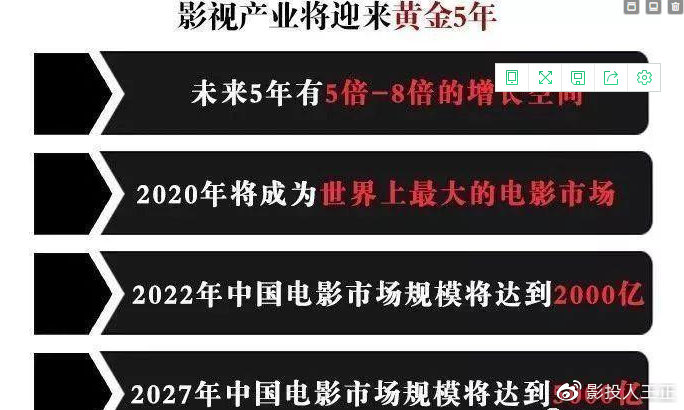 影视产业将迎来黄金5年
未来5年有5倍-8倍的增长空间
2020年将成为世界上最大的电影市场
2022年中国电影市场规模将达到2000亿
2027年中国电影市场规模将达到
影投人王正